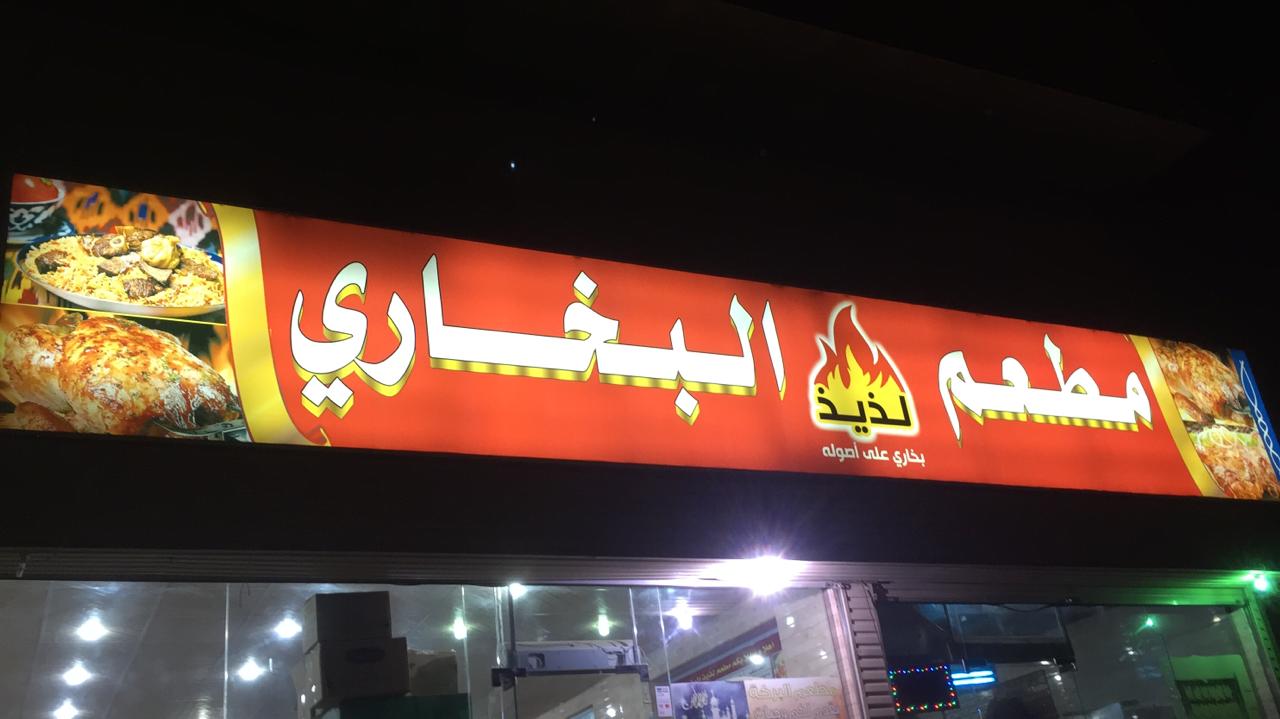 مطعم
لذيذ
بخاري على أصوله
البخاري